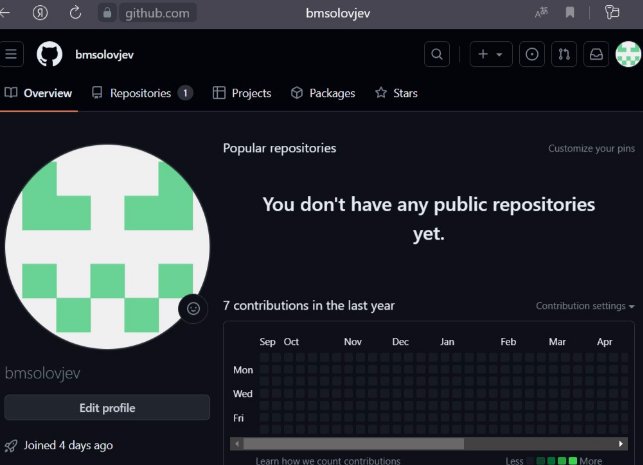 github.com
bmsolovjev
bmsolovjev
Overview
Repositories 1
Projects
Packages
Stars
Popular repositories
Customize your pins
You don't have any public repositories
yet.
7 contributions in the last year
Contribution settings
Sep Oct Nov Dec Jan Feb Mar Apr
Mon
Wed
Fri
Learn how we count contributions
Less
More
bmsolovjev
Edit profile
Joined 4 days ago